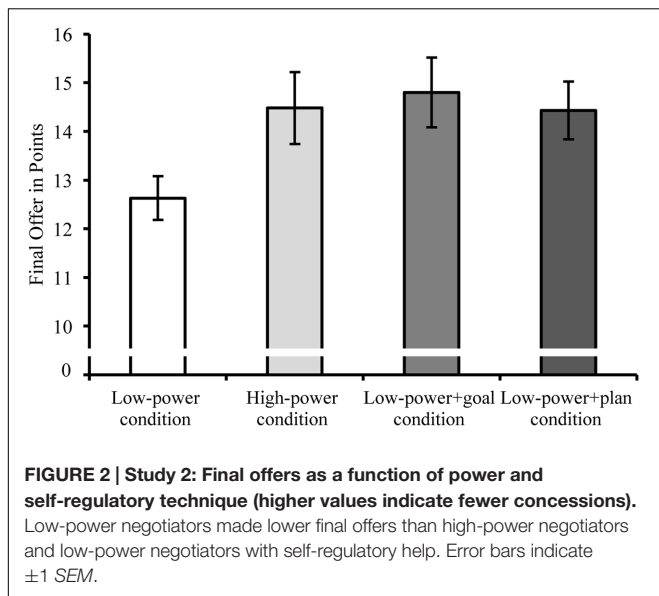 16
15
14
13
12
11
10
0
Final Offer in Points
Low-power
condition
High-power
condition
Low-power+goal
condition
Low-power+plan
condition
FIGURE 2 | Study 2: Final offers as a function of power and
self-regulatory technique (higher values indicate fewer concessions).
Low-power negotiators made lower final offers than high-power negotiators
and low-power negotiators with self-regulatory help. Error bars indicate
±1 SEM.